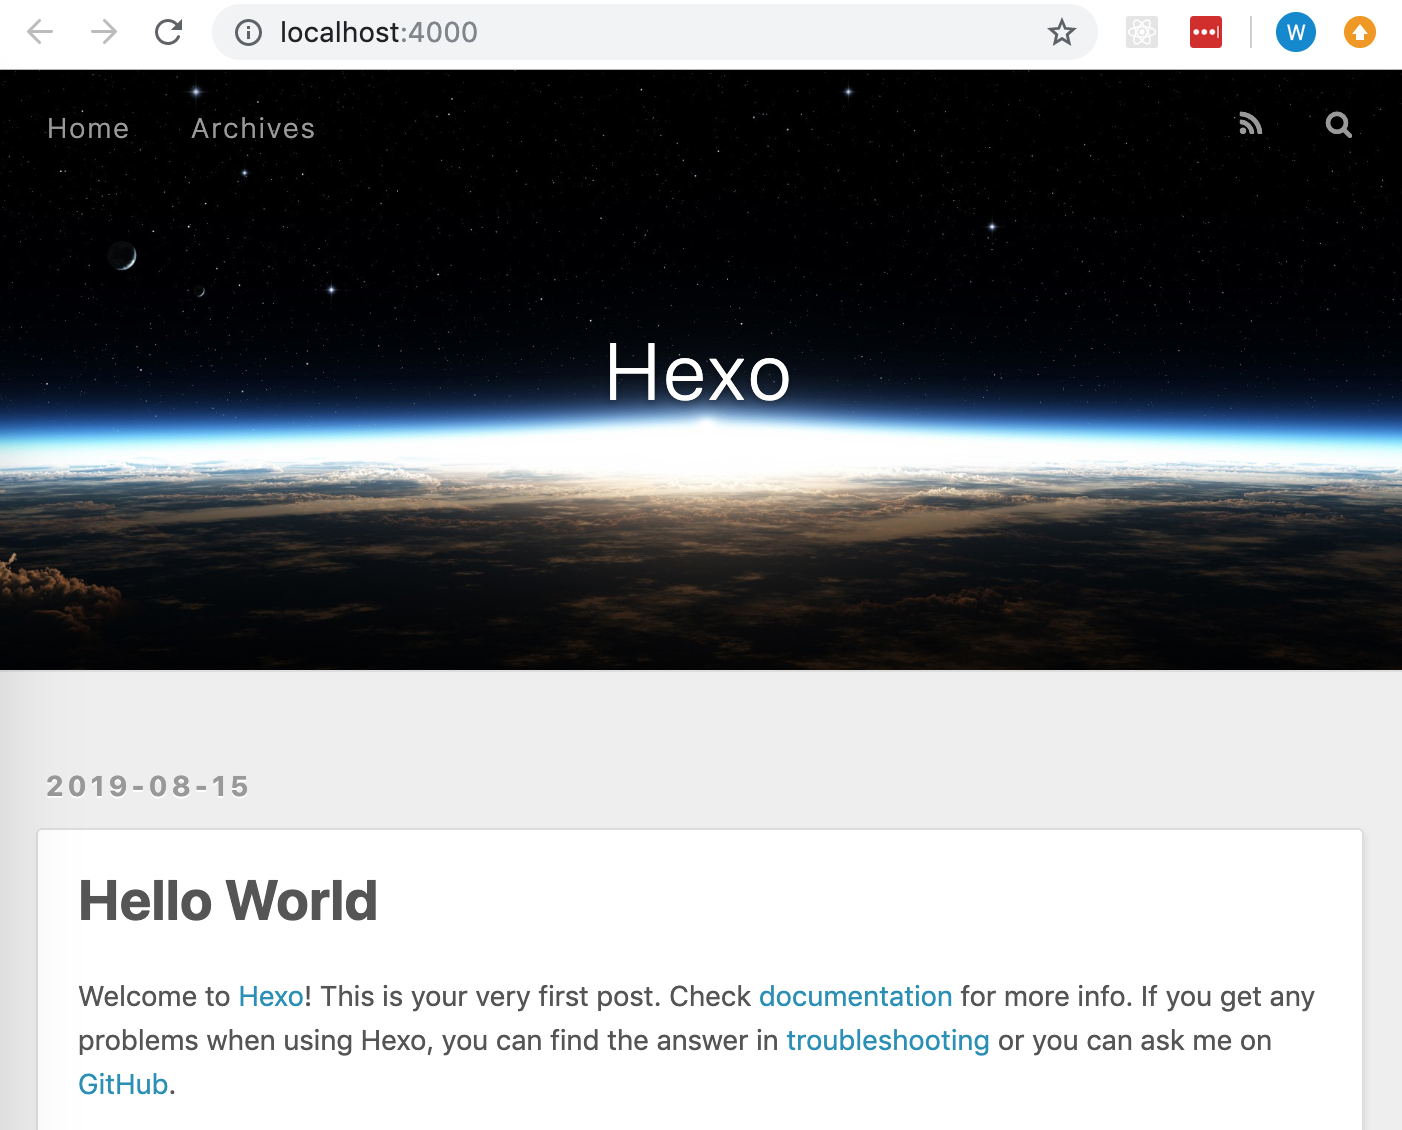 localhost:4000
W
Home Archives
Hexo
2019-08-15
Hello World
Welcome to Hexo! This is your very first post. Check documentation for more info. If you get any
problems when using Hexo, you can find the answer in troubleshooting or you can ask me on
GitHub.